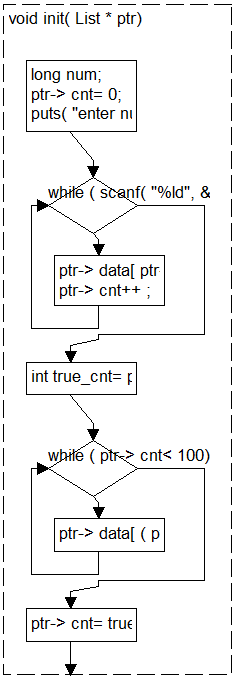 void init( List * ptr)
long num;
ptr-> cnt= 0;
puts( "enter nu
while ( scanf( "%ld", &
ptr-> data[ ptr
ptr-> cnt++ ;
int true_cnt= p
while ( ptr-> cnt< 100)
ptr-> data[ ( p
ptr-> cnt= true